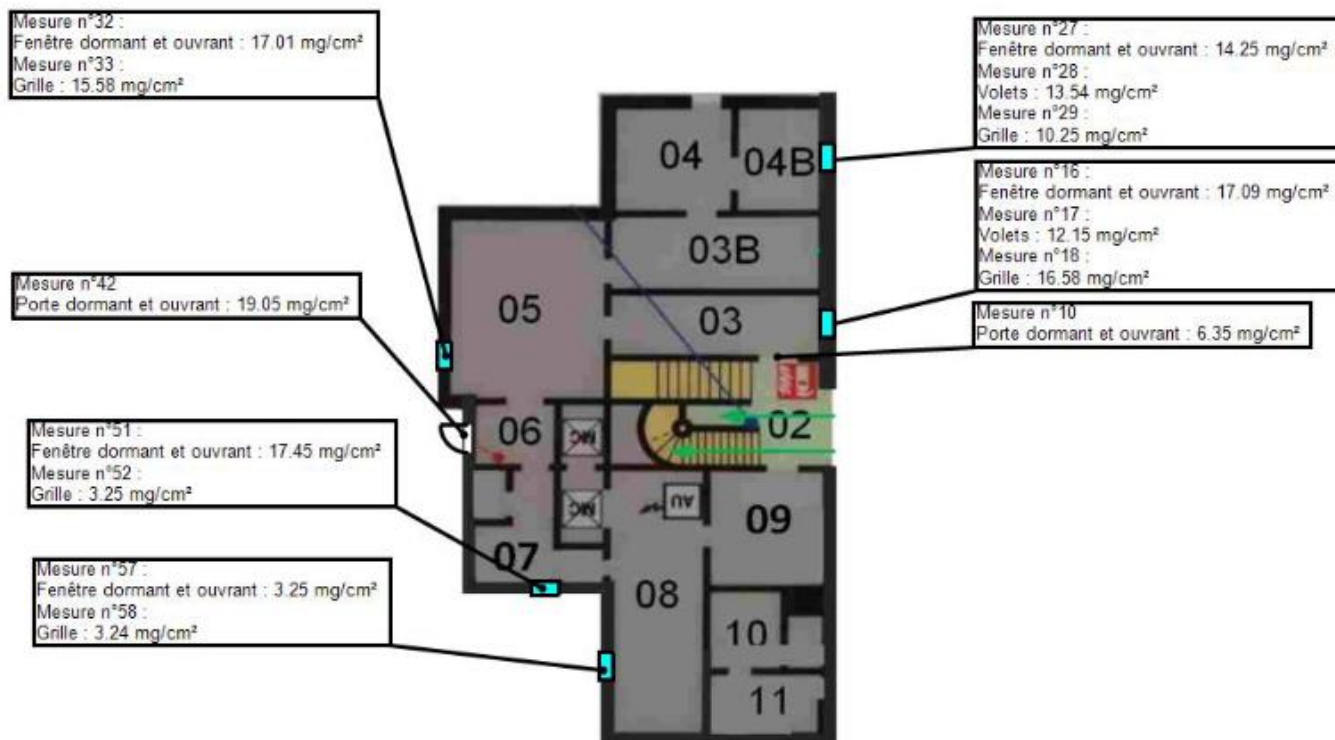 Mesure n°32 :
Fenêtre dormant et ouvrant : 17.01 mg/cm²
Mesure n°33 :
Grille : 15.58 mg/cm²
Mesure n°27 :
Fenêtre dormant et ouvrant : 14.25 mg/cm²
Mesure n°28 :
Volets : 13.54 mg/cm²
Mesure n°29 :
Grille : 10.25 mg/cm²
Mesure n°16 :
Fenêtre dormant et ouvrant : 17.09 mg/cm²
Mesure n°17 :
Volets : 12.15 mg/cm²
Mesure n°18 :
Grille : 16.58 mg/cm²
Mesure n°10
Porte dormant et ouvrant : 6.35 mg/cm²
Mesure n°42
Porte dormant et ouvrant : 19.05 mg/cm²
Mesure n°51 :
Fenêtre dormant et ouvrant : 17.45 mg/cm²
Mesure n°52 :
Grille : 3.25 mg/cm²
Mesure n°57 :
Fenêtre dormant et ouvrant : 3.25 mg/cm²
Mesure n°58 :
Grille : 3.24 mg/cm²
04
04B
03B
05
03
06
MC
02
MC
AU
09
07
08
10
11